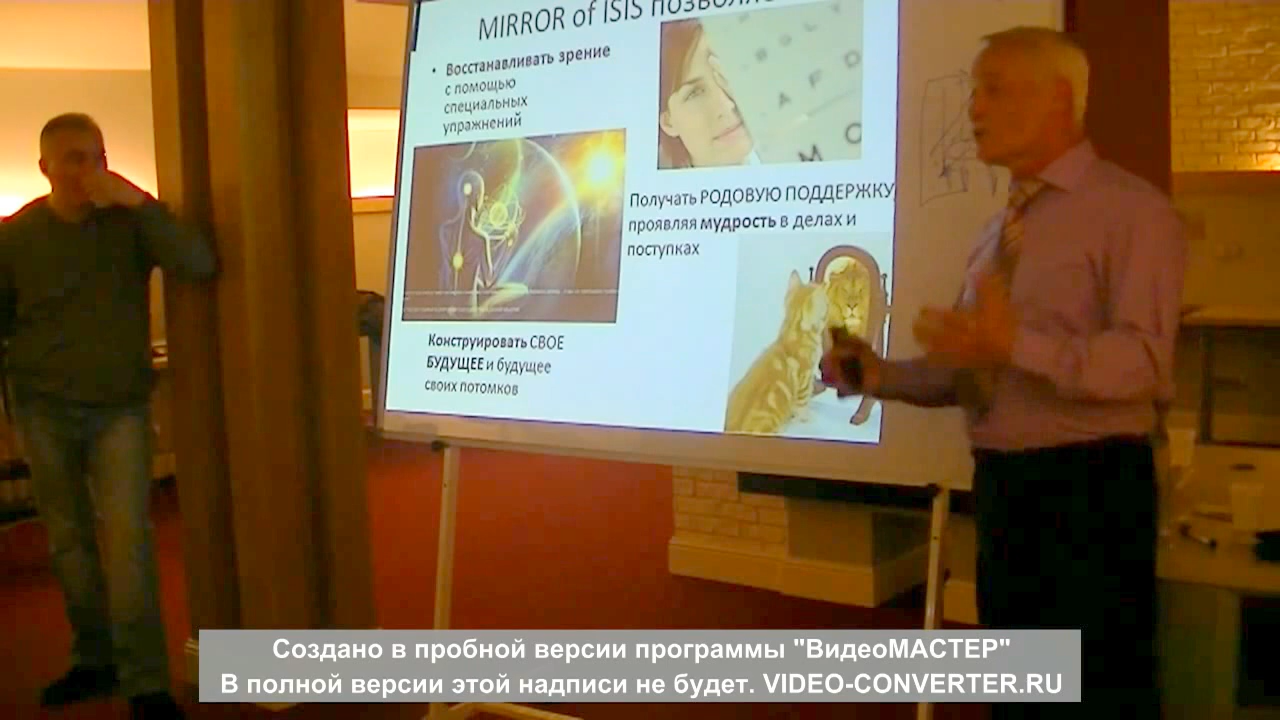 MIRROR of ISIS позволяе
• Восстанавливать зрение
с помощью
специальных
упражнений
Получать РОДОВУЮ ПОДДЕРЖКУ
проявляя мудрость в делах и
поступках
Конструировать СВОЕ
БУДУЩЕЕ и будущее
своих потомков
Создано в пробной версии программы "ВидеоМАСТЕР"
В полной версии этой надписи не будет. VIDEO-CONVERTER.RU